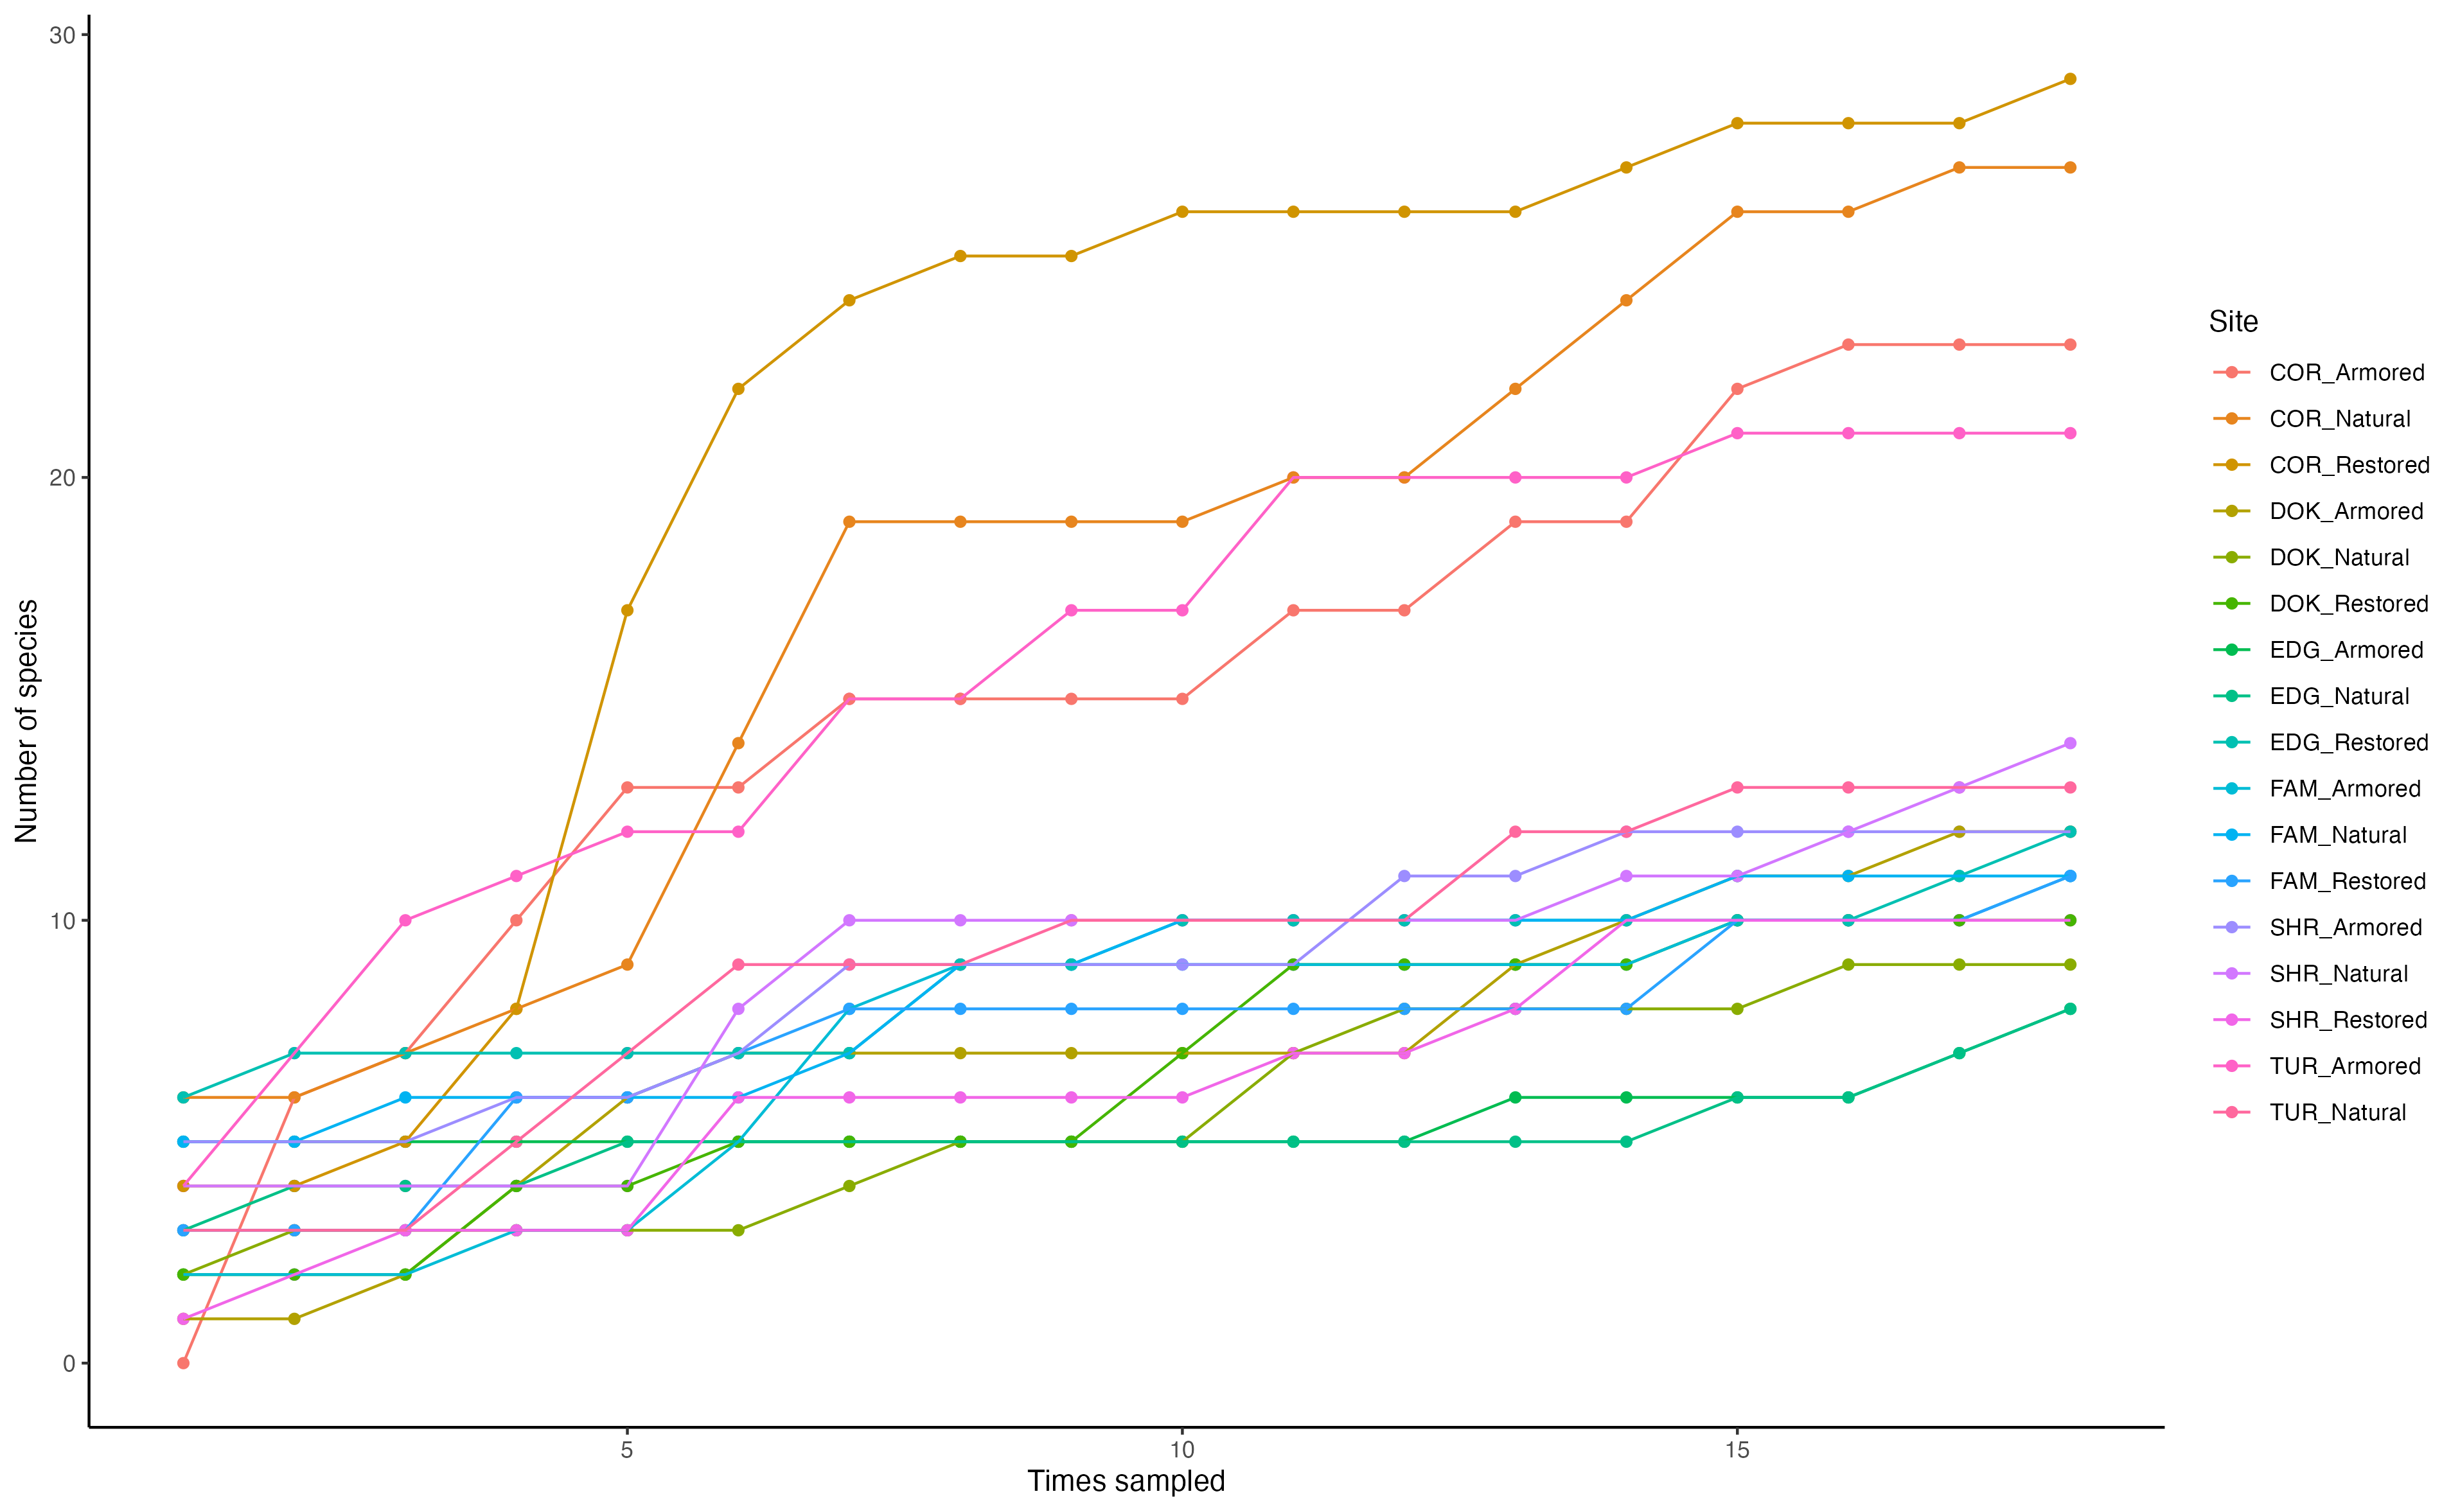 30
20
10
0
Number of species
5
10
15
Times sampled
Site
COR_Armored
COR_Natural
COR_Restored
DOK_Armored
DOK_Natural
DOK_Restored
EDG_Armored
EDG_Natural
EDG_Restored
FAM_Armored
FAM_Natural
FAM_Restored
SHR_Armored
SHR_Natural
SHR_Restored
TUR_Armored
TUR_Natural